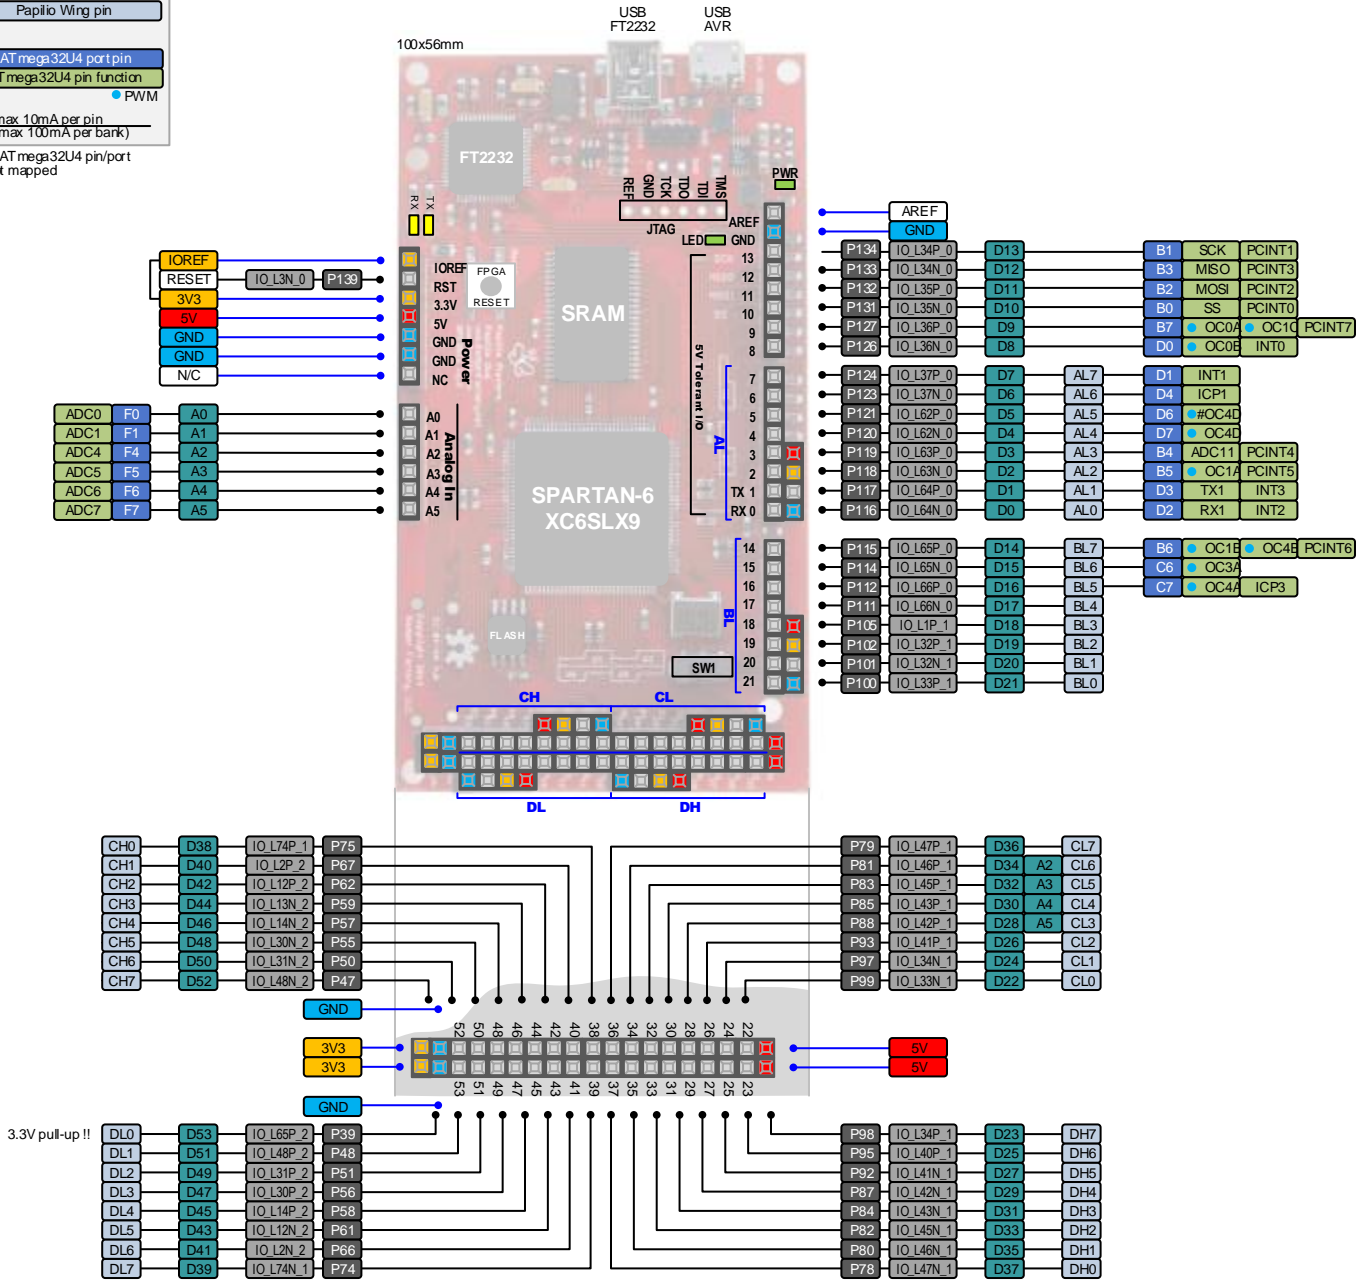 Papilio Wing pin
USB FT2232
USB AVR
100x56mm
ATmega32U4 port pin
Tmega32U4 pin function
PWM
max 10mA per pin
max 100mA per bank)
ATmega32U4 pin/port
t mapped
FT2232
RX TX
REF GND TCK TDO TDI TMS
JTAG
PWR
LED
AREF
GND
13
12
11
10
9
8
7
6
5
4
3
2
TX 1
RX 0
14
15
16
17
18
19
20
21
5V Tolerant I/O
AL
BL
IOREF
RST
3.3V
5V
GND
GND
NC
Power
A0
A1
A2
A3
A4
A5
Analog In
FPGA RESET
SRAM
SPARTAN-6
XC6SLX9
FLASH
SW1
CH CL
DL DH
IOREF
RESET IO_L3N_0 P139
3V3
5V
GND
GND
N/C
ADC0 F0 A0
ADC1 F1 A1
ADC4 F4 A2
ADC5 F5 A3
ADC6 F6 A4
ADC7 F7 A5
AREF
GND
P134 IO_L34P_0 D13 B1 SCK PCINT1
P133 IO_L34N_0 D12 B3 MISO PCINT3
P132 IO_L35P_0 D11 B2 MOSI PCINT2
P131 IO_L35N_0 D10 B0 SS PCINT0
P127 IO_L36P_0 D9 B7 OC0A OC1C PCINT7
P126 IO_L36N_0 D8 D0 OC0B INT0
P124 IO_L37P_0 D7 AL7 D1 INT1
P123 IO_L37N_0 D6 AL6 D4 ICP1
P121 IO_L62P_0 D5 AL5 D6 #OC4D
P120 IO_L62N_0 D4 AL4 D7 OC4D
P119 IO_L63P_0 D3 AL3 B4 ADC11 PCINT4
P118 IO_L63N_0 D2 AL2 B5 OC1A PCINT5
P117 IO_L64P_0 D1 AL1 D3 TX1 INT3
P116 IO_L64N_0 D0 AL0 D2 RX1 INT2
P115 IO_L65P_0 D14 BL7 B6 OC1B OC4B PCINT6
P114 IO_L65N_0 D15 BL6 C6 OC3A
P112 IO_L66P_0 D16 BL5 C7 OC4A ICP3
P111 IO_L66N_0 D17 BL4
P105 IO_L1P_1 D18 BL3
P102 IO_L32P_1 D19 BL2
P101 IO_L32N_1 D20 BL1
P100 IO_L33P_1 D21 BL0
CH0 D38 IO_L74P_1 P75
CH1 D40 IO_L2P_2 P67
CH2 D42 IO_L12P_2 P62
CH3 D44 IO_L13N_2 P59
CH4 D46 IO_L14N_2 P57
CH5 D48 IO_L30N_2 P55
CH6 D50 IO_L31N_2 P50
CH7 D52 IO_L48N_2 P47
P79 IO_L47P_1 D36 CL7
P81 IO_L46P_1 D34 A2 CL6
P83 IO_L45P_1 D32 A3 CL5
P85 IO_L43P_1 D30 A4 CL4
P88 IO_L42P_1 D28 A5 CL3
P93 IO_L41P_1 D26 CL2
P97 IO_L34N_1 D24 CL1
P99 IO_L33N_1 D22 CL0
GND
52 50 48 46 44 42 40 38 36 34 32 30 28 26 24 22
3V3 5V
3V3 5V
53 51 49 47 45 43 41 39 37 35 33 31 29 27 25 23
GND
3.3V pull-up !! DL0 D53 IO_L65P_2 P39
DL1 D51 IO_L48P_2 P48
DL2 D49 IO_L31P_2 P51
DL3 D47 IO_L30P_2 P56
DL4 D45 IO_L14P_2 P58
DL5 D43 IO_L12N_2 P61
DL6 D41 IO_L2N_2 P66
DL7 D39 IO_L74N_1 P74
P98 IO_L34P_1 D23 DH7
P95 IO_L40P_1 D25 DH6
P92 IO_L41N_1 D27 DH5
P87 IO_L42N_1 D29 DH4
P84 IO_L43N_1 D31 DH3
P82 IO_L45N_1 D33 DH2
P80 IO_L46N_1 D35 DH1
P78 IO_L47N_1 D37 DH0